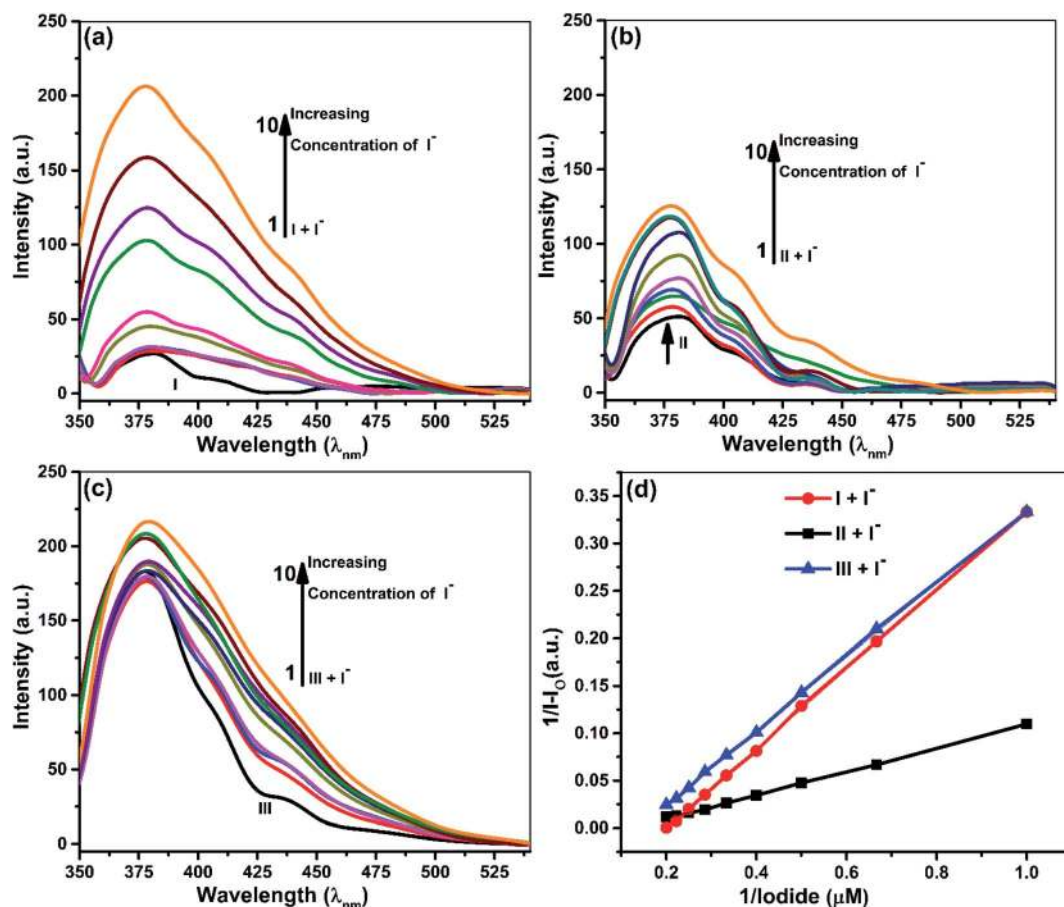 (a)
250
200
150
100
50
0
Intensity (a.u.)
10
Increasing
Concentration of I⁻
1
I + I⁻
I
350 375 400 425 450 475 500 525
Wavelength (λnm)
(b)
250
200
150
100
50
0
Intensity (a.u.)
10
Increasing
Concentration of I⁻
1
II + I⁻
II
350 375 400 425 450 475 500 525
Wavelength (λnm)
(c)
250
200
150
100
50
0
Intensity (a.u.)
10
Increasing
Concentration of I⁻
1
III + I⁻
III
350 375 400 425 450 475 500 525
Wavelength (λnm)
(d)
0.35
0.30
0.25
0.20
0.15
0.10
0.05
0.00
1/I-IO(a.u.)
I + I⁻
II + I⁻
III + I⁻
0.2 0.4 0.6 0.8 1.0
1/Iodide (μM)